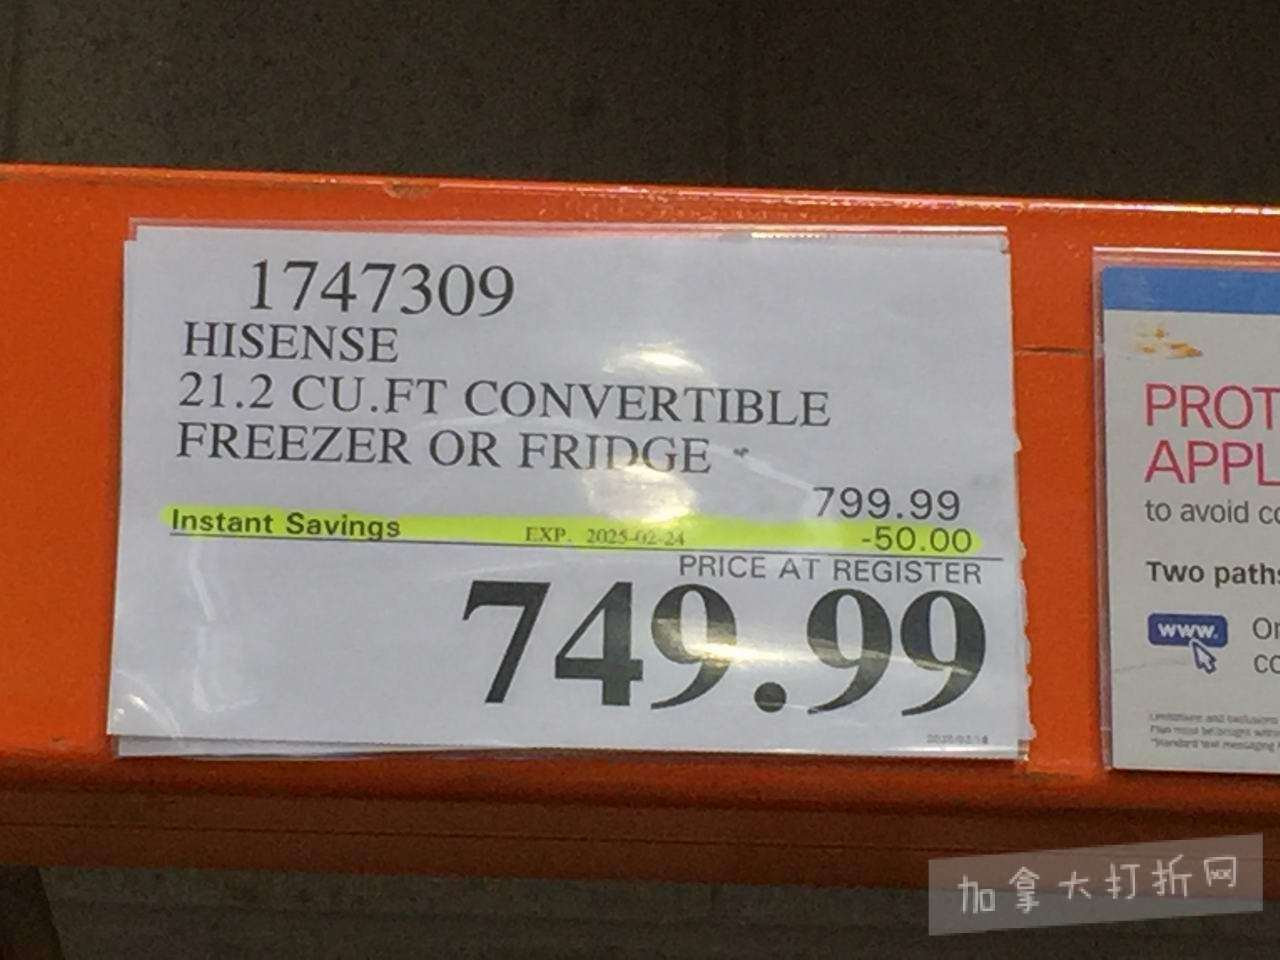 1747309
HISENSE
21.2 CU.FT CONVERTIBLE
FREEZER OR FRIDGE
799.99
Instant Savings EXP. 2025-02-24 -50.00
PRICE AT REGISTER
749.99
PROT
APPL
to avoid co
Two paths
www.
On
co
加拿大打折网